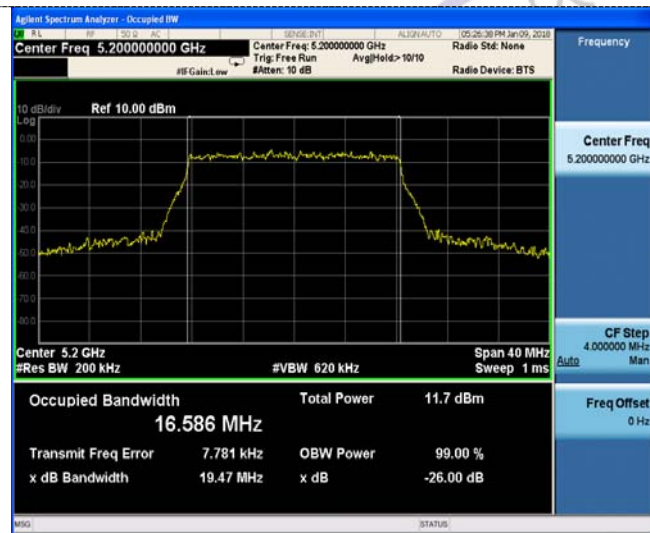 Agilent Spectrum Analyzer - Occupied BW
RL RF 50 Ω AC SENSE:INT ALIGNAUTO 05:26:38 PM Jan 09, 2018
Center Freq 5.200000000 GHz
Center Freq: 5.200000000 GHz
Radio Std: None
Trig: Free Run Avg|Hold:> 10/10
#IFGain:Low #Atten: 10 dB Radio Device: BTS
10 dB/div Ref 10.00 dBm
Log
0.00
-10.0
-20.0
-30.0
-40.0
-50.0
-60.0
-70.0
-80.0
Center 5.2 GHz Span 40 MHz
#Res BW 200 kHz #VBW 620 kHz Sweep 1 ms
Occupied Bandwidth Total Power 11.7 dBm
16.586 MHz
Transmit Freq Error 7.781 kHz OBW Power 99.00 %
x dB Bandwidth 19.47 MHz x dB -26.00 dB
MSG STATUS
Frequency
Center Freq
5.200000000 GHz
CF Step
4.000000 MHz
Auto Man
Freq Offset
0 Hz